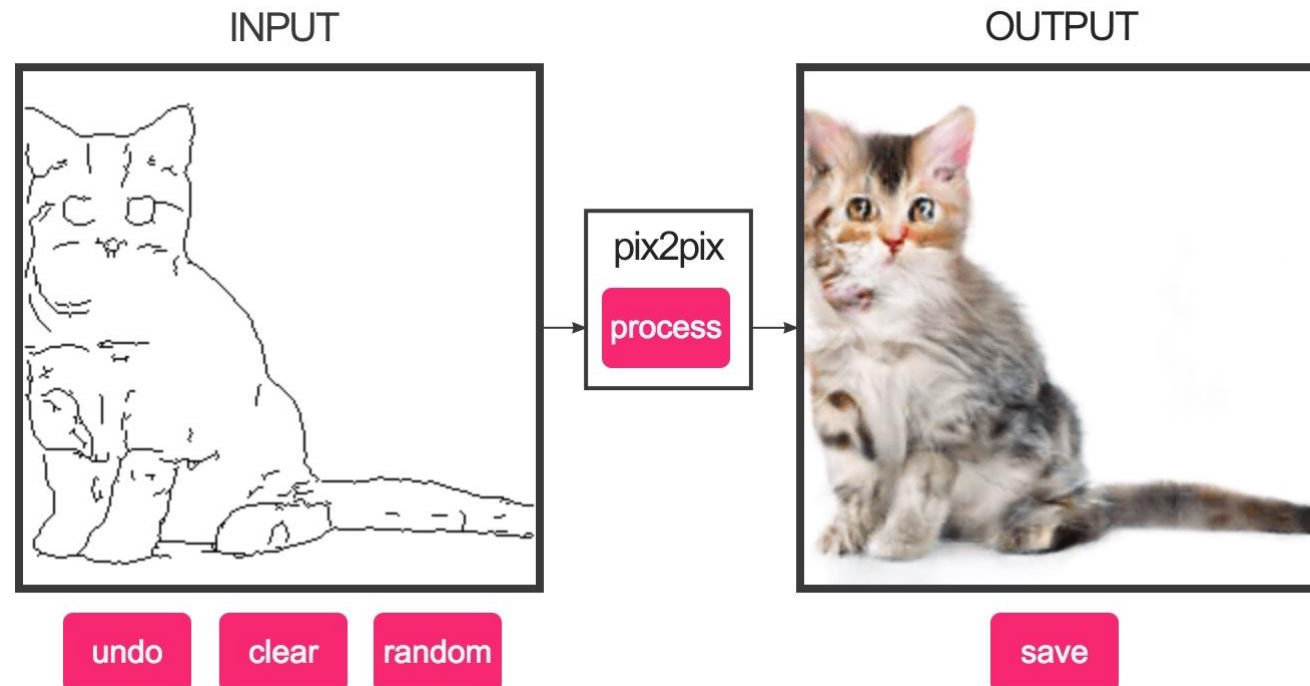 INPUT
OUTPUT
pix2pix
process
undo
clear
random
save